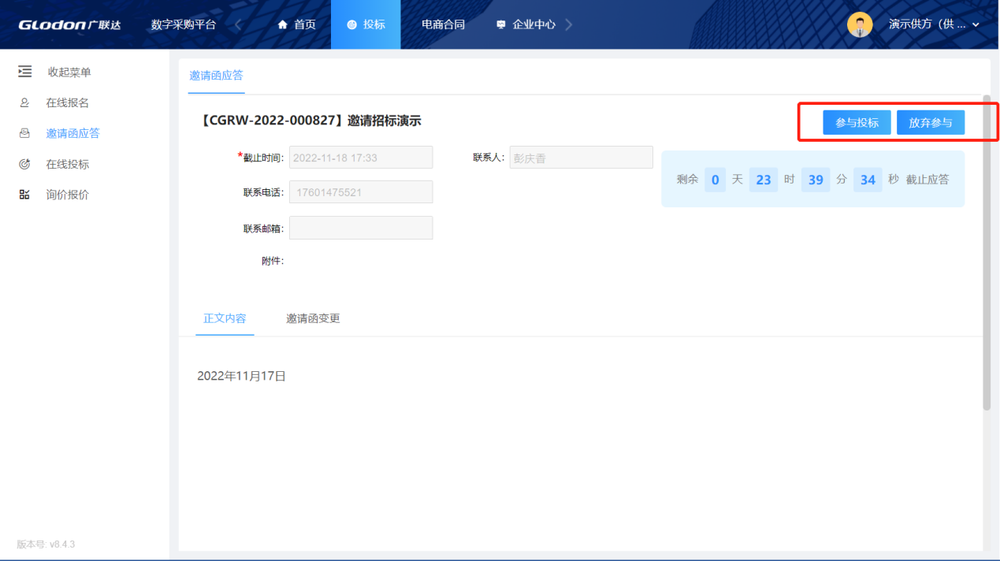 GLodon广联达 数字采购平台 首页 投标 电商合同 企业中心 演示供方（供 ...
收起菜单
在线报名
邀请函应答
在线投标
询价报价
版本号: v8.4.3
邀请函应答
【CGRW-2022-000827】邀请招标演示
参与投标 放弃参与
*截止时间: 2022-11-18 17:33 联系人: 彭庆香
剩余 0 天 23 时 39 分 34 秒 截止应答
联系电话: 17601475521
联系邮箱:
附件:
正文内容 邀请函变更
2022年11月17日